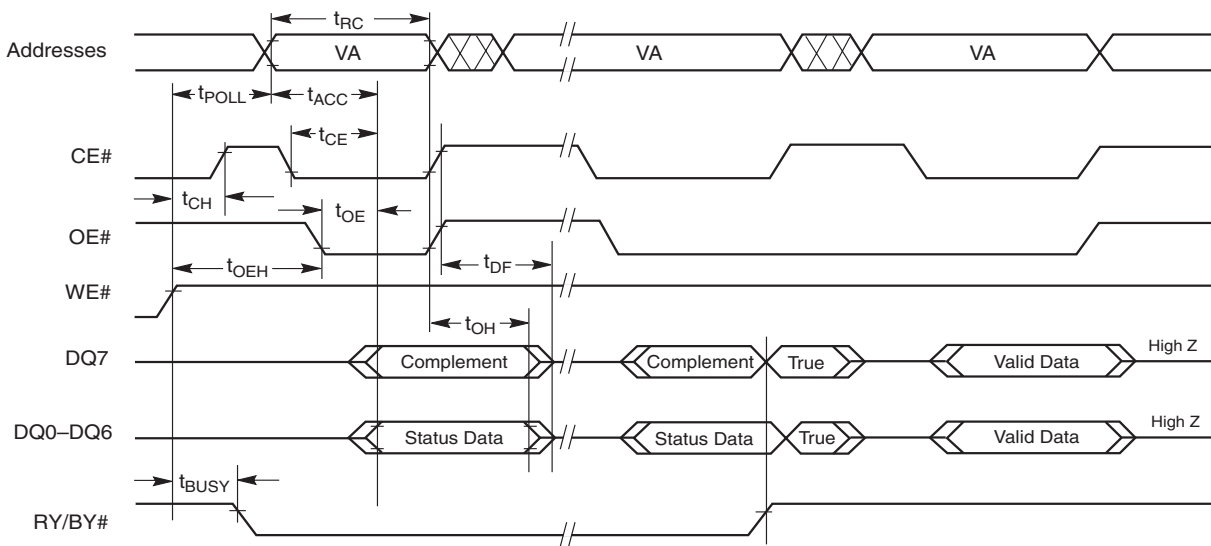 tRC
Addresses VA VA VA
tPOLL tACC
tCE
CE#
tCH
tOE
OE#
tOEH tDF
WE#
tOH
DQ7 Complement Complement True Valid Data High Z
DQ0–DQ6 Status Data Status Data True Valid Data High Z
tBUSY
RY/BY#